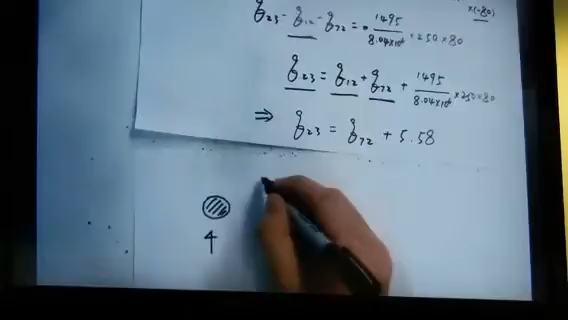 q₂₃ - q₁₂ - q₇₂ = 1495 / 8.04×10⁶ ×250×80
×(-80)
q₂₃ = q₁₂ + q₇₂ + 1495 / 8.04×10⁶ ×250×80
⇒ q₂₃ = q₇₂ + 5.58
4